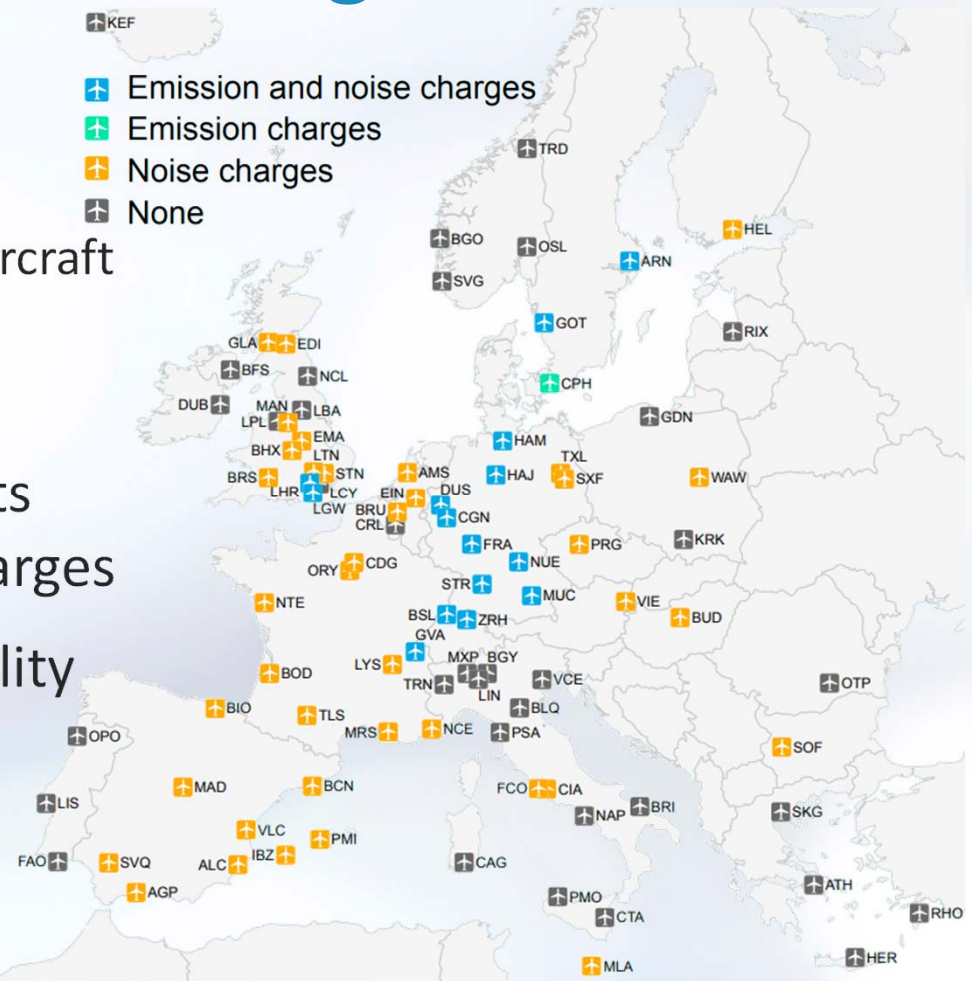 KEF
Emission and noise charges
Emission charges
Noise charges
None
TRD
HEL
BGO
OSL
ARN
rcraft
SVG
GOT
RIX
GLA EDI
BFS NCL
CPH
DUB MAN LBA
LPL
GDN
EMA
HAM
BHX LTN
TXL
BRS STN AMS HAJ SXF WAW
LHR LCY EIN DUS
ts
LGW BRU CGN
CRL
FRA PRG KRK
ORY CDG NUE
arges
STR MUC
NTE VIE
BSL ZRH BUD
GVA
LYS MXP BGY
lity
BOD TRN VCE OTP
LIN
BIO TLS BLQ
OPO MRS NCE PSA
SOF
MAD BCN FCO CIA
LIS BRI
NAP SKG
VLC
PMI
FAO SVQ ALC IBZ CAG
AGP ATH
PMO
CTA RHO
HER
MLA